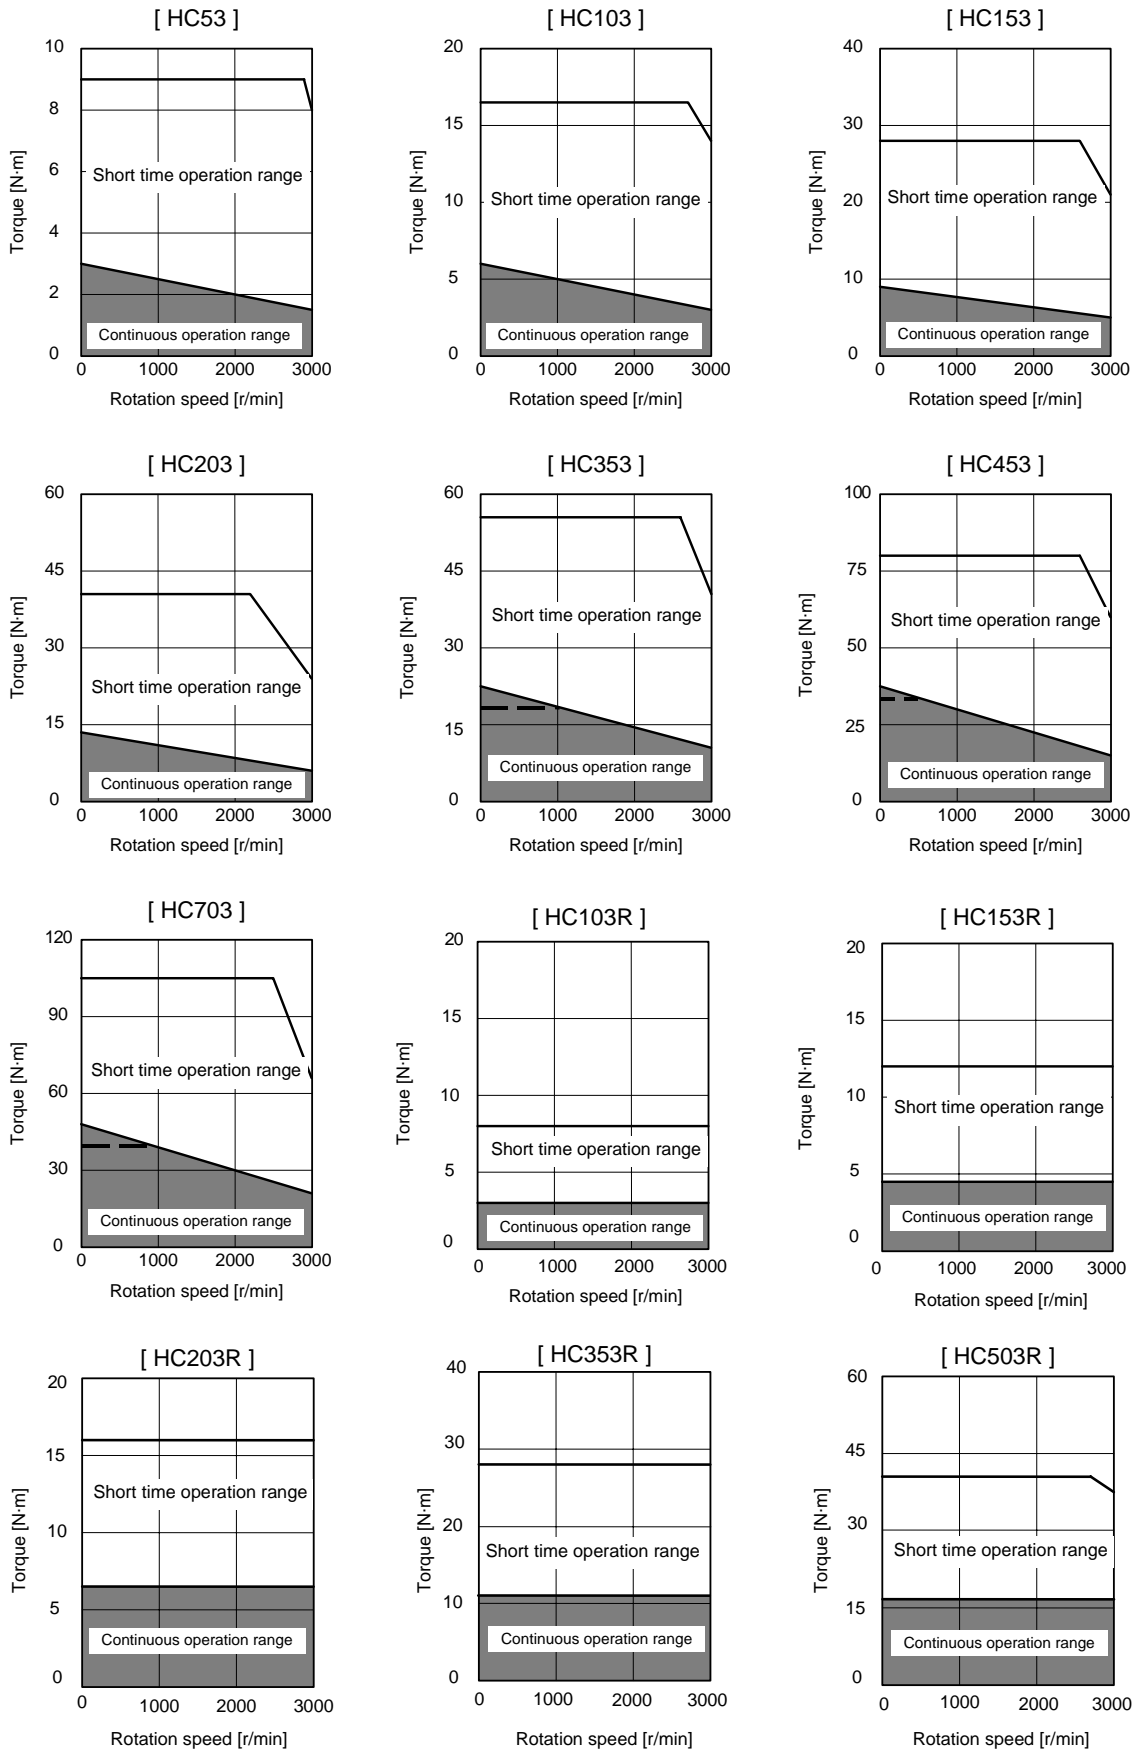 [ HC53 ]
Torque [N·m]
10
8
6
4
2
0
Short time operation range
Continuous operation range
0 1000 2000 3000
Rotation speed [r/min]
[ HC103 ]
Torque [N·m]
20
15
10
5
0
Short time operation range
Continuous operation range
0 1000 2000 3000
Rotation speed [r/min]
[ HC153 ]
Torque [N·m]
40
30
20
10
0
Short time operation range
Continuous operation range
0 1000 2000 3000
Rotation speed [r/min]
[ HC203 ]
Torque [N·m]
60
45
30
15
0
Short time operation range
Continuous operation range
0 1000 2000 3000
Rotation speed [r/min]
[ HC353 ]
Torque [N·m]
60
45
30
15
0
Short time operation range
Continuous operation range
0 1000 2000 3000
Rotation speed [r/min]
[ HC453 ]
Torque [N·m]
100
75
50
25
0
Short time operation range
Continuous operation range
0 1000 2000 3000
Rotation speed [r/min]
[ HC703 ]
Torque [N·m]
120
90
60
30
0
Short time operation range
Continuous operation range
0 1000 2000 3000
Rotation speed [r/min]
[ HC103R ]
Torque [N·m]
20
15
10
5
0
Short time operation range
Continuous operation range
0 1000 2000 3000
Rotation speed [r/min]
[ HC153R ]
Torque [N·m]
20
15
10
5
0
Short time operation range
Continuous operation range
0 1000 2000 3000
Rotation speed [r/min]
[ HC203R ]
Torque [N·m]
20
15
10
5
0
Short time operation range
Continuous operation range
0 1000 2000 3000
Rotation speed [r/min]
[ HC353R ]
Torque [N·m]
40
30
20
10
0
Short time operation range
Continuous operation range
0 1000 2000 3000
Rotation speed [r/min]
[ HC503R ]
Torque [N·m]
60
45
30
15
0
Short time operation range
Continuous operation range
0 1000 2000 3000
Rotation speed [r/min]